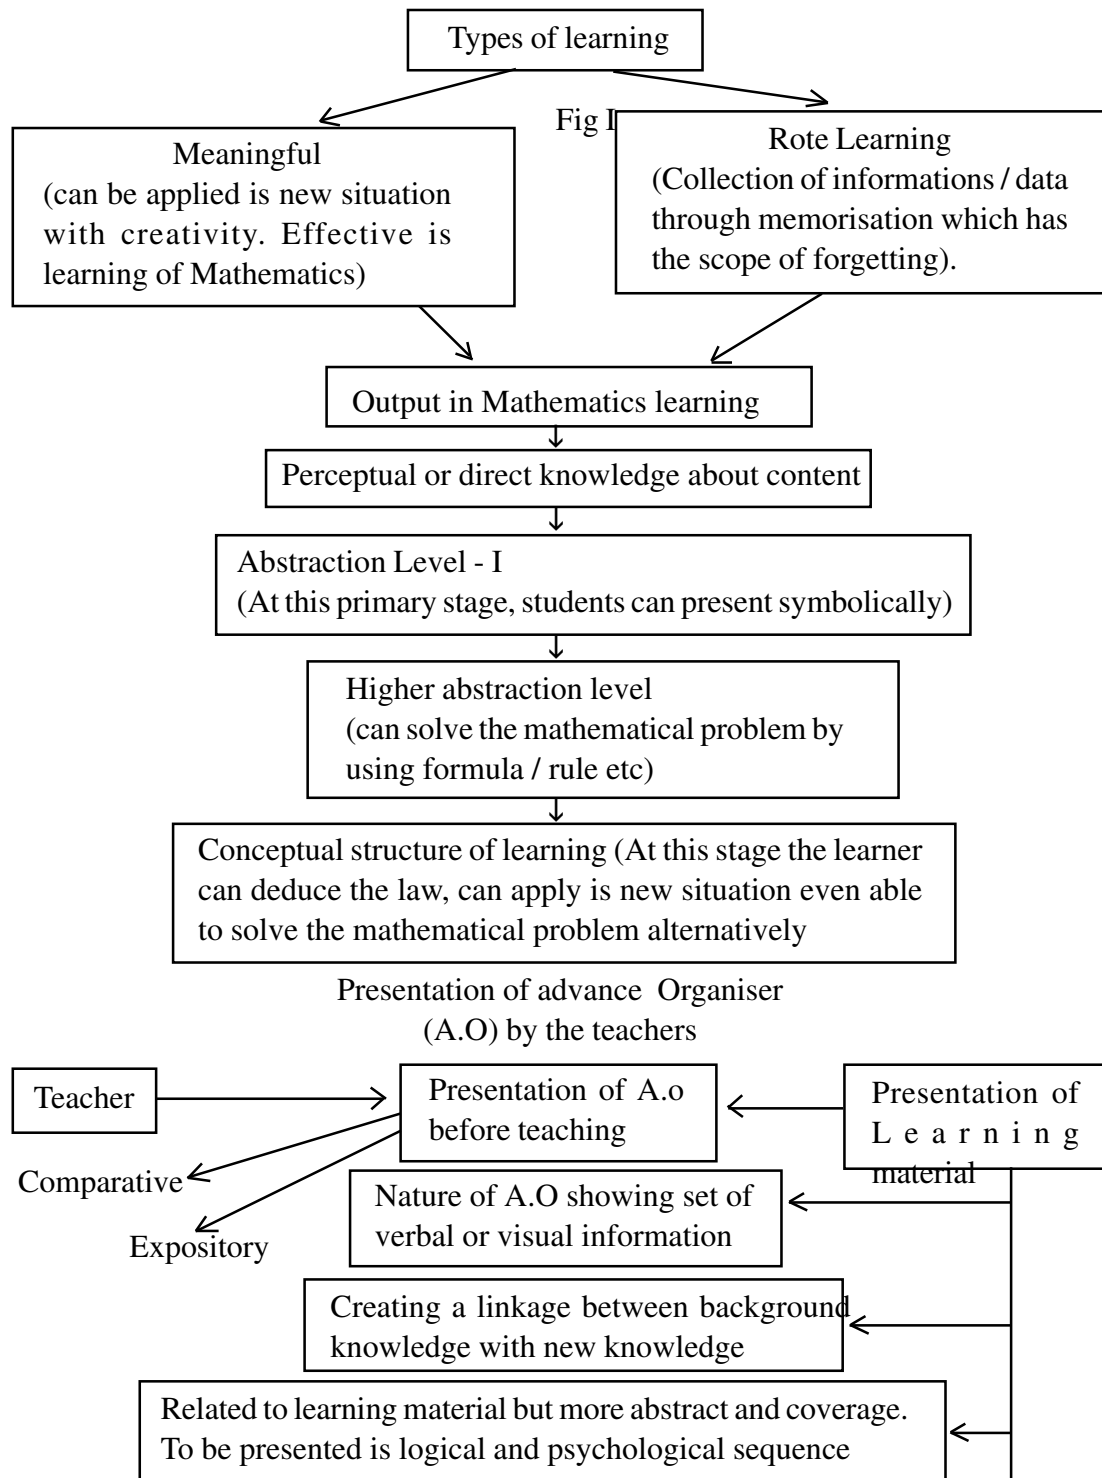 Types of learning
Fig I
Meaningful
(can be applied is new situation
with creativity. Effective is
learning of Mathematics)
Rote Learning
(Collection of informations / data
through memorisation which has
the scope of forgetting).
Output in Mathematics learning
Perceptual or direct knowledge about content
Abstraction Level - I
(At this primary stage, students can present symbolically)
Higher abstraction level
(can solve the mathematical problem by
using formula / rule etc)
Conceptual structure of learning (At this stage the learner
can deduce the law, can apply is new situation even able
to solve the mathematical problem alternatively
Presentation of advance Organiser
(A.O) by the teachers
Teacher
Presentation of A.o
before teaching
Presentation of
Learning
material
Comparative
Expository
Nature of A.O showing set of
verbal or visual information
Creating a linkage between background
knowledge with new knowledge
Related to learning material but more abstract and coverage.
To be presented is logical and psychological sequence